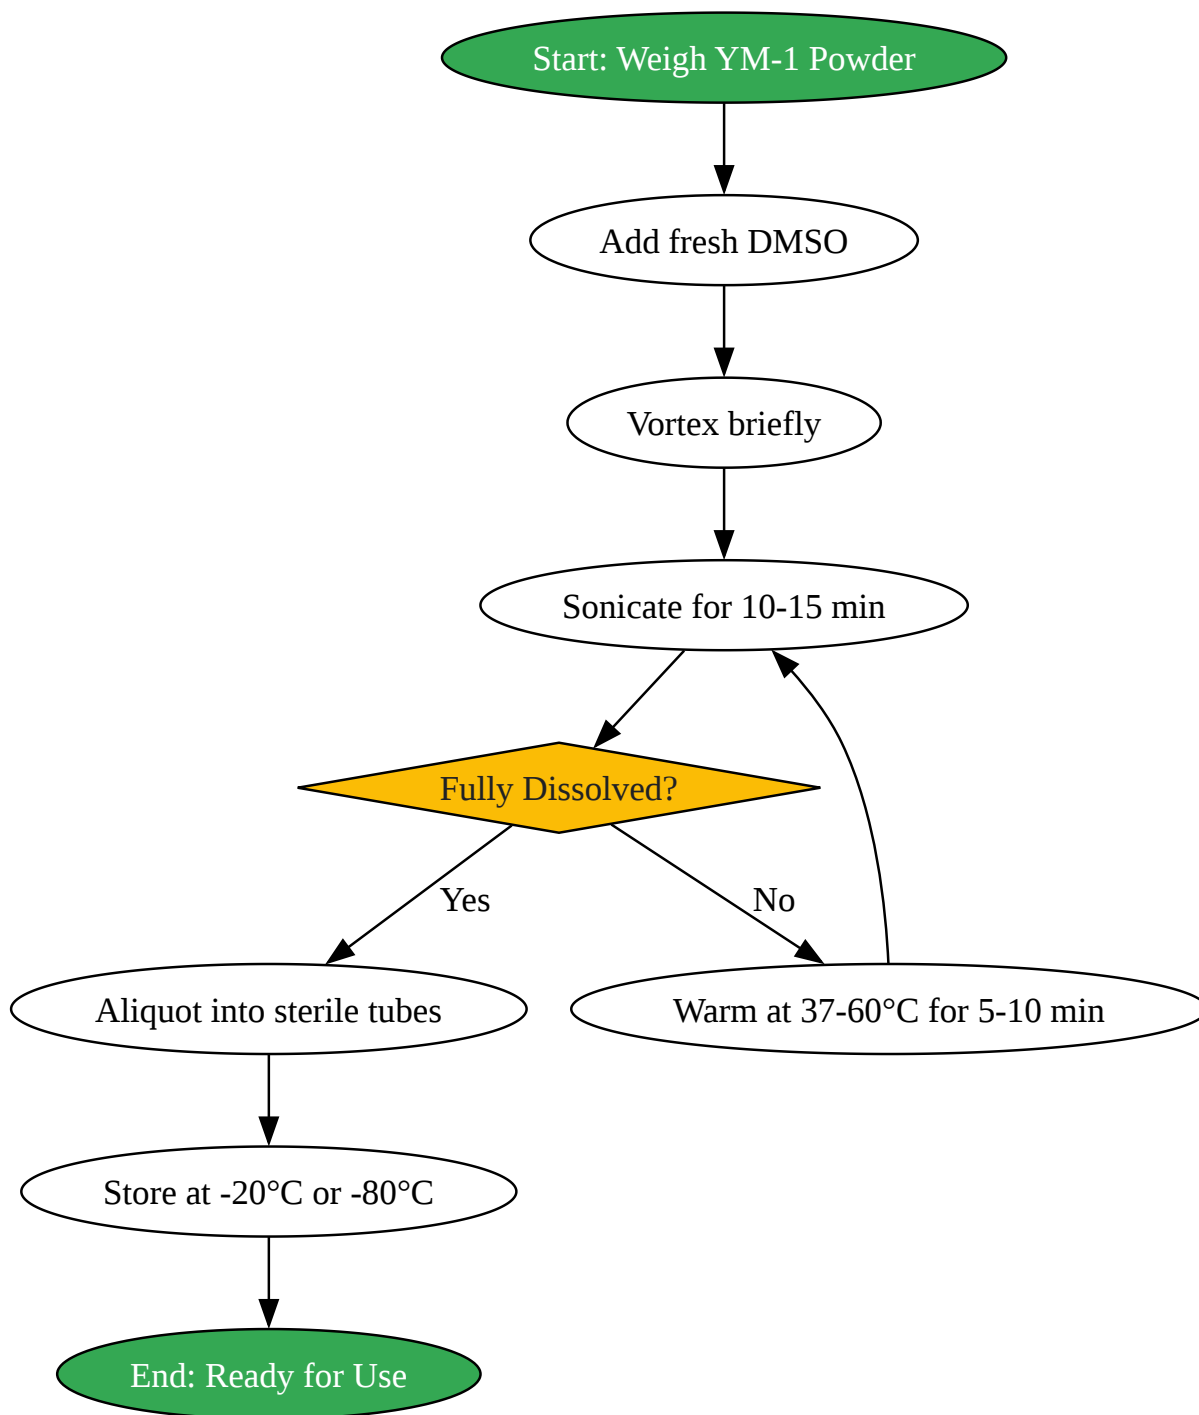 Start: Weigh YM-1 Powder
Add fresh DMSO
Vortex briefly
Sonicate for 10-15 min
Fully Dissolved?
Yes
No
Aliquot into sterile tubes
Warm at 37-60°C for 5-10 min
Store at -20°C or -80°C
End: Ready for Use